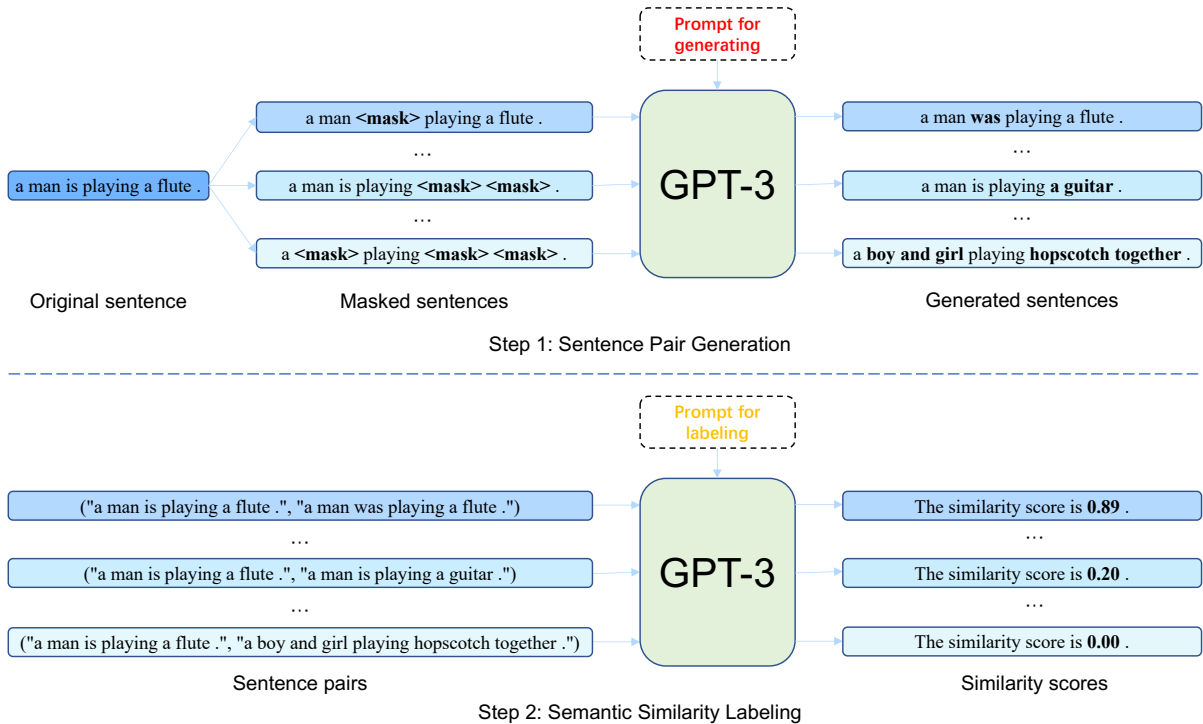 Prompt for
generating
a man <mask> playing a flute .
...
a man is playing a flute .
a man is playing <mask> <mask> .
...
a <mask> playing <mask> <mask> .
GPT-3
a man was playing a flute .
...
a man is playing a guitar .
...
a boy and girl playing hopscotch together .
Original sentence
Masked sentences
Generated sentences
Step 1: Sentence Pair Generation
Prompt for
labeling
("a man is playing a flute .", "a man was playing a flute .")
...
("a man is playing a flute .", "a man is playing a guitar .")
...
("a man is playing a flute .", "a boy and girl playing hopscotch together .")
GPT-3
The similarity score is 0.89 .
...
The similarity score is 0.20 .
...
The similarity score is 0.00 .
Sentence pairs
Similarity scores
Step 2: Semantic Similarity Labeling